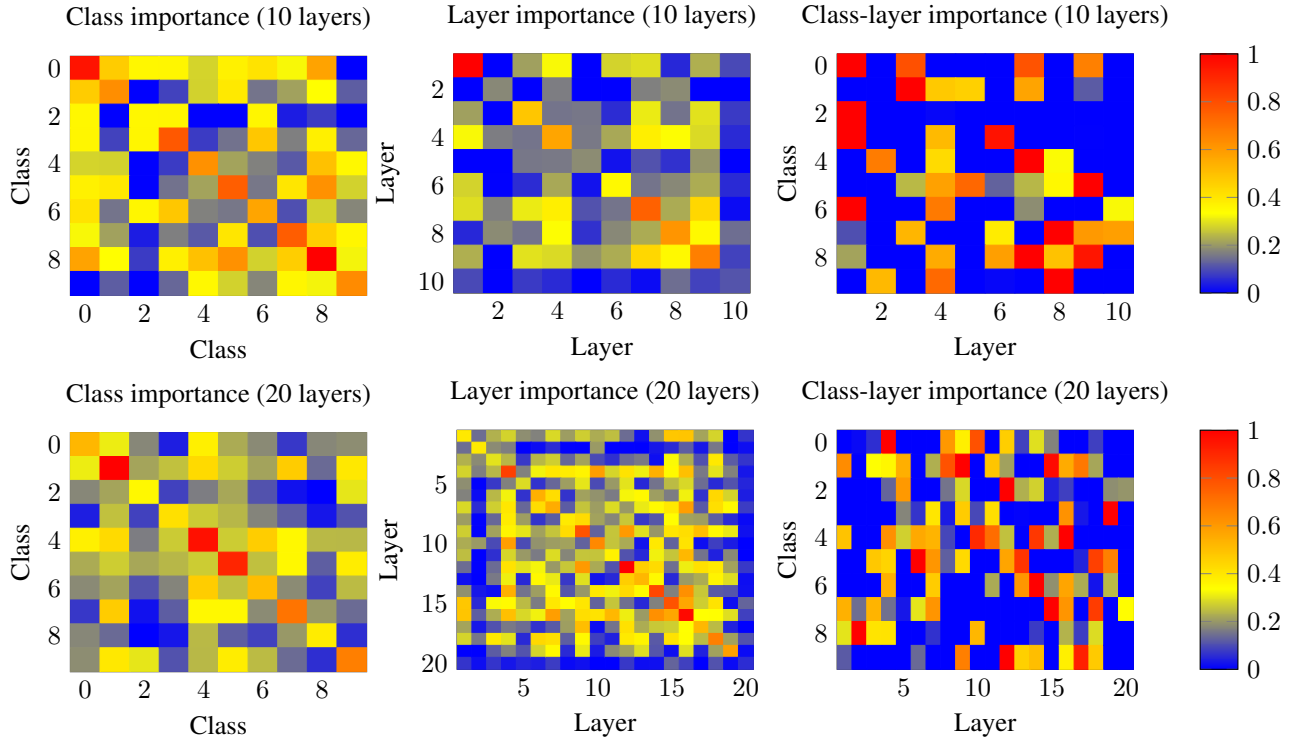 Class importance (10 layers)
Layer importance (10 layers)
Class-layer importance (10 layers)
0
2
4
6
8
Class
0 2 4 6 8
Class
2
4
6
8
10
Layer
2 4 6 8 10
Layer
0
2
4
6
8
Class
2 4 6 8 10
Layer
1
0.8
0.6
0.4
0.2
0
Class importance (20 layers)
Layer importance (20 layers)
Class-layer importance (20 layers)
0
2
4
6
8
Class
0 2 4 6 8
Class
5
10
15
20
Layer
5 10 15 20
Layer
0
2
4
6
8
Class
5 10 15 20
Layer
1
0.8
0.6
0.4
0.2
0